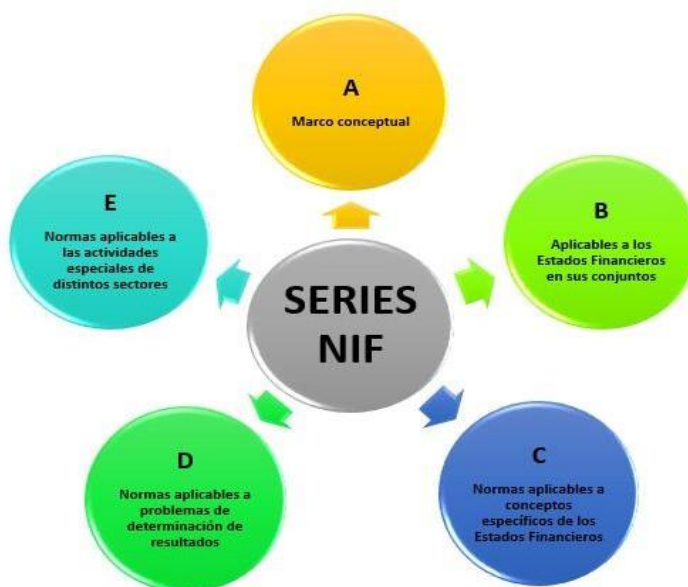 A
Marco conceptual
B
Aplicables a los
Estados Financieros
en sus conjuntos
C
Normas aplicables a
conceptos
específicos de los
Estados Financieros
D
Normas aplicables a
problemas de
determinación de
resultados
E
Normas aplicables a
las actividades
especiales de
distintos sectores
SERIES
NIF